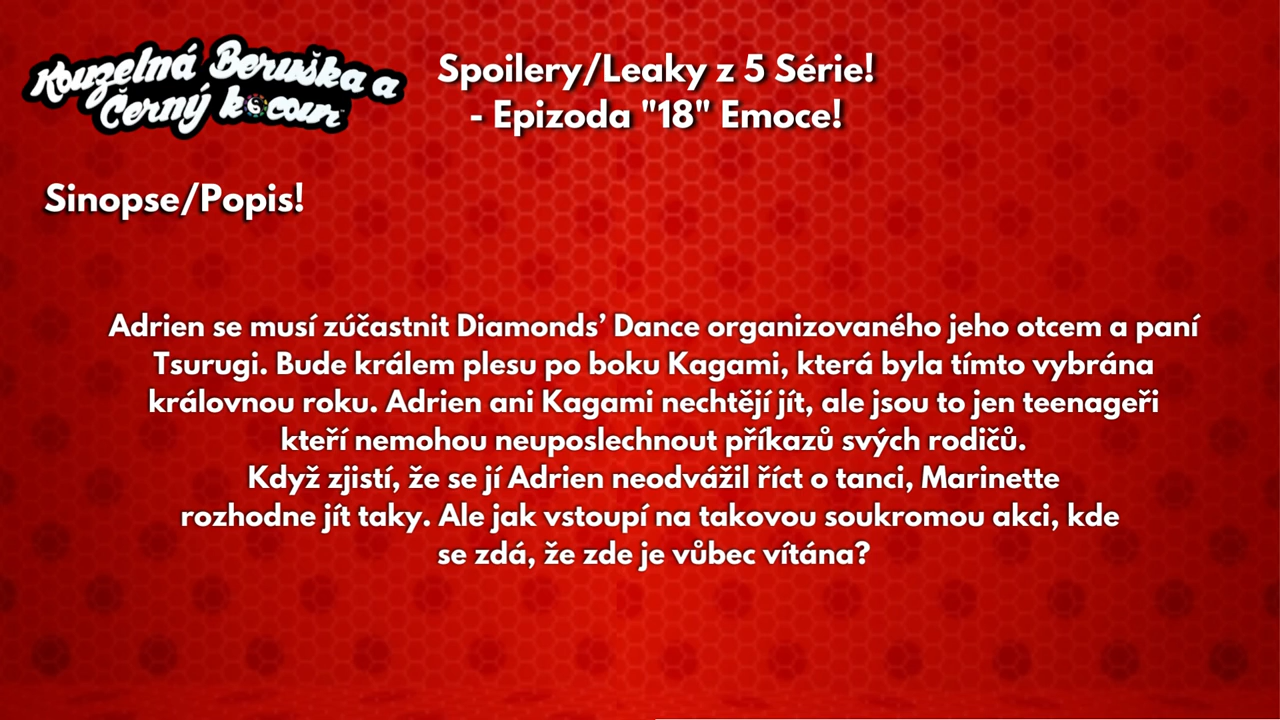 Kouzelná Beruška a
Černý kocour
Spoilery/Leaky z 5 Série!
- Epizoda "18" Emoce!
Sinopse/Popis!
Adrien se musí zúčastnit Diamonds’ Dance organizovaného jeho otcem a paní
Tsurugi. Bude králem plesu po boku Kagami, která byla tímto vybrána
královnou roku. Adrien ani Kagami nechtějí jít, ale jsou to jen teenageři
kteří nemohou neuposlechnout příkazů svých rodičů.
Když zjistí, že se jí Adrien neodvážil říct o tanci, Marinette
rozhodne jít taky. Ale jak vstoupí na takovou soukromou akci, kde
se zdá, že zde je vůbec vítána?